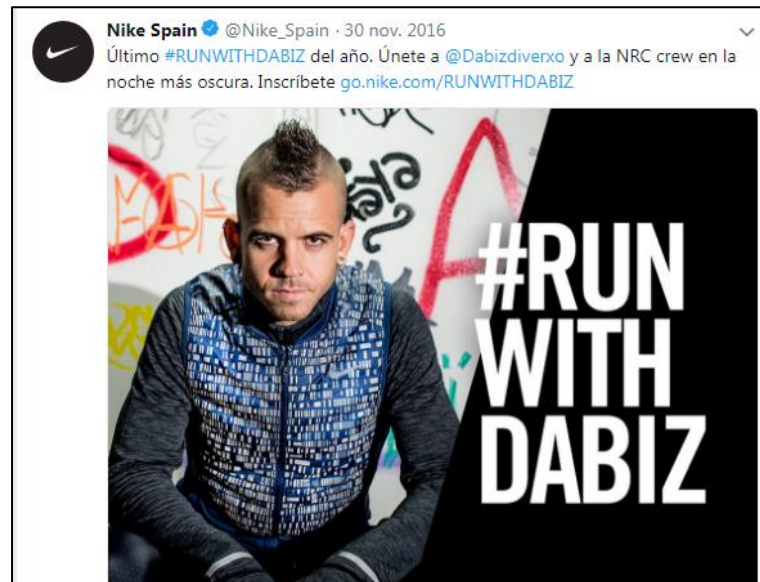 Nike Spain @Nike_Spain · 30 nov. 2016
Último #RUNWITHDABIZ del año. Únete a @Dabizdiverxo y a la NRC crew en la
noche más oscura. Inscríbete go.nike.com/RUNWITHDABIZ
#RUN
WITH
DABIZ